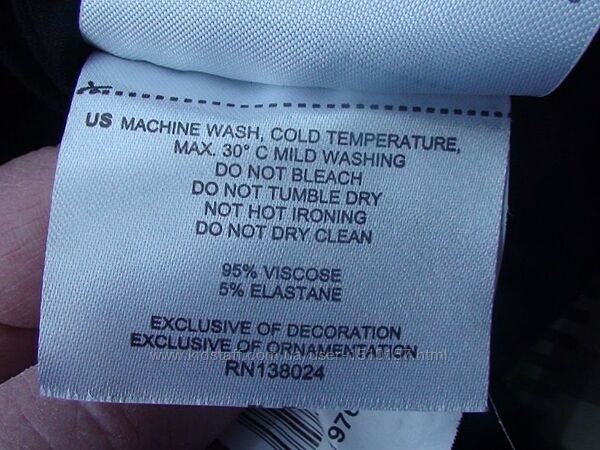 US MACHINE WASH, COLD TEMPERATURE,
MAX. 30° C MILD WASHING
DO NOT BLEACH
DO NOT TUMBLE DRY
NOT HOT IRONING
DO NOT DRY CLEAN
95% VISCOSE
5% ELASTANE
EXCLUSIVE OF DECORATION
EXCLUSIVE OF ORNAMENTATION
RN138024